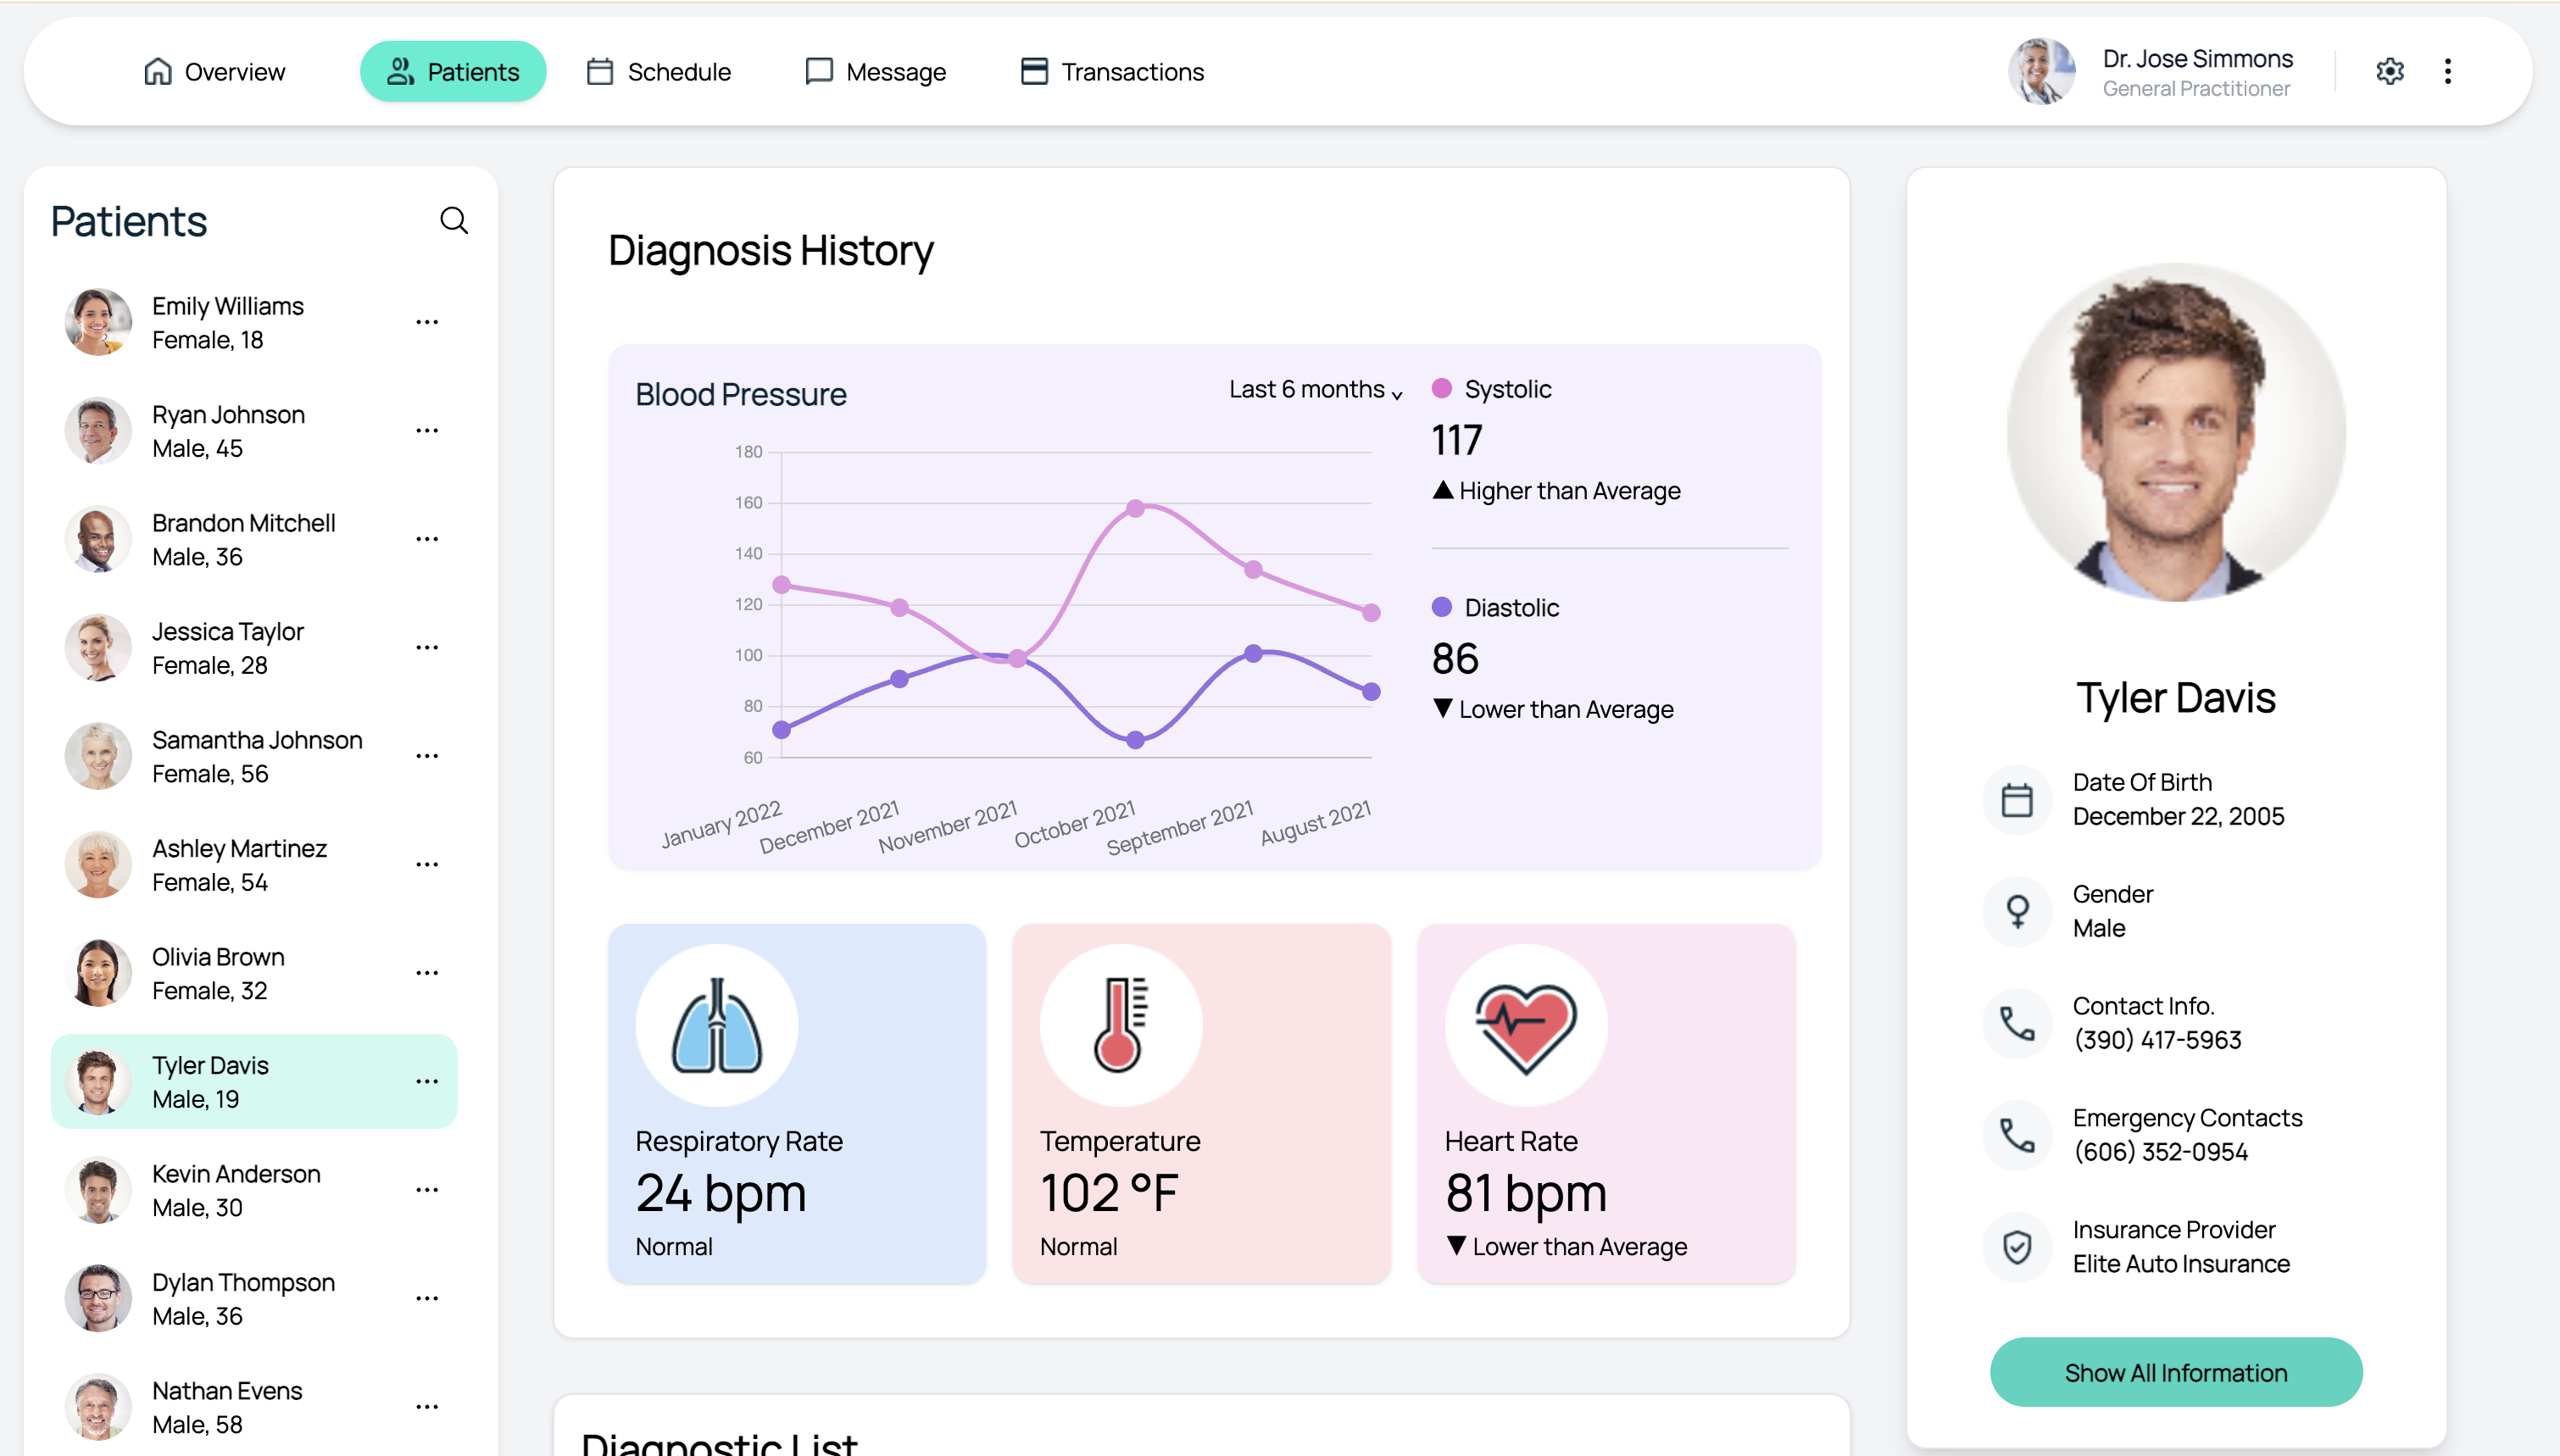 Overview
Patients
Schedule
Message
Transactions
Dr. Jose Simmons
General Practitioner
Patients
Emily Williams
Female, 18
Ryan Johnson
Male, 45
Brandon Mitchell
Male, 36
Jessica Taylor
Female, 28
Samantha Johnson
Female, 56
Ashley Martinez
Female, 54
Olivia Brown
Female, 32
Tyler Davis
Male, 19
Kevin Anderson
Male, 30
Dylan Thompson
Male, 36
Nathan Evens
Male, 58
Diagnosis History
Blood Pressure
Last 6 months
180
160
140
120
100
80
60
January 2022
December 2021
November 2021
October 2021
September 2021
August 2021
Systolic
117
Higher than Average
Diastolic
86
Lower than Average
Respiratory Rate
24 bpm
Normal
Temperature
102 °F
Normal
Heart Rate
81 bpm
Lower than Average
Diagnostic List
Tyler Davis
Date Of Birth
December 22, 2005
Gender
Male
Contact Info.
(390) 417-5963
Emergency Contacts
(606) 352-0954
Insurance Provider
Elite Auto Insurance
Show All Information